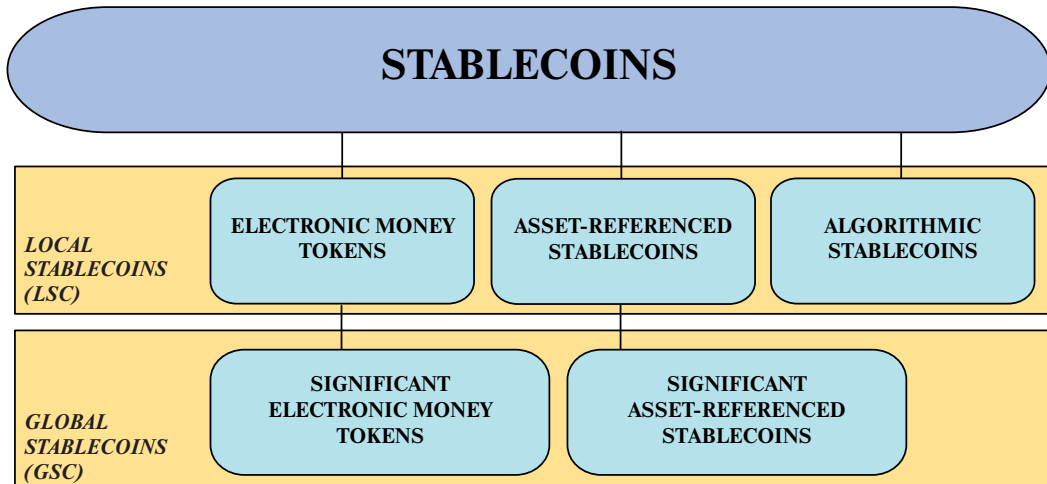 STABLECOINS
LOCAL
STABLECOINS
(LSC)
ELECTRONIC MONEY
TOKENS
ASSET-REFERENCED
STABLECOINS
ALGORITHMIC
STABLECOINS
GLOBAL
STABLECOINS
(GSC)
SIGNIFICANT
ELECTRONIC MONEY
TOKENS
SIGNIFICANT
ASSET-REFERENCED
STABLECOINS